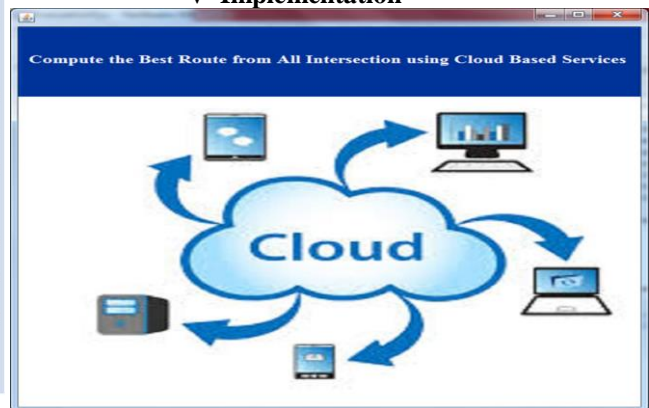 Implementation
Compute the Best Route from All Intersection using Cloud Based Services
Cloud